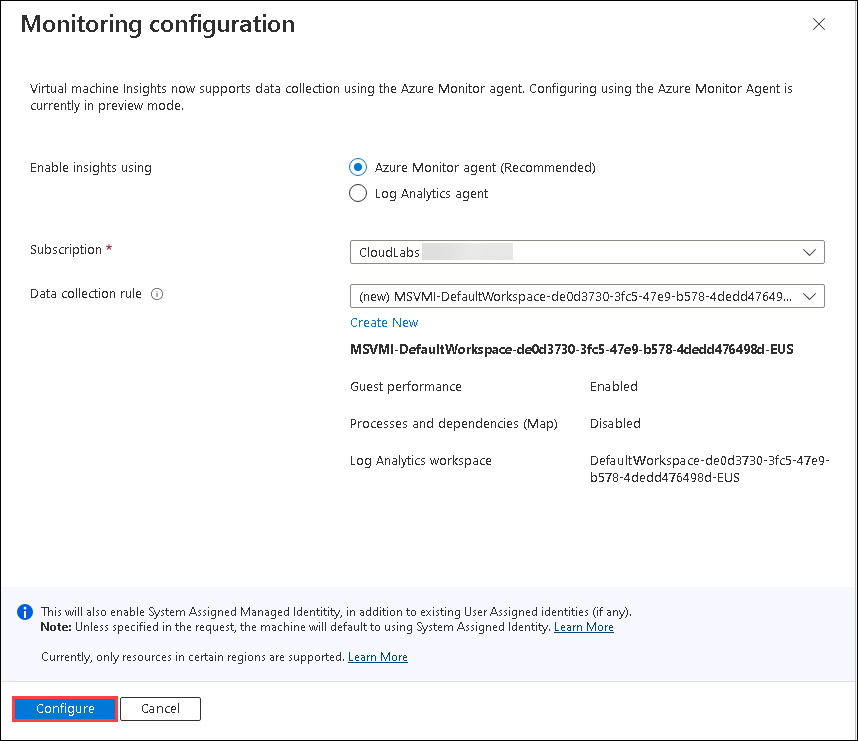 Monitoring configuration
Virtual machine Insights now supports data collection using the Azure Monitor agent. Configuring using the Azure Monitor Agent is
currently in preview mode.
Enable insights using
Azure Monitor agent (Recommended)
Log Analytics agent
Subscription *
CloudLabs
Data collection rule
(new) MSVMI-DefaultWorkspace-de0d3730-3fc5-47e9-b578-4dedd47649...
Create New
MSVMI-DefaultWorkspace-de0d3730-3fc5-47e9-b578-4dedd476498d-EUS
Guest performance Enabled
Processes and dependencies (Map) Disabled
Log Analytics workspace DefaultWorkspace-de0d3730-3fc5-47e9-
b578-4dedd476498d-EUS
This will also enable System Assigned Managed Identitity, in addition to existing User Assigned identities (if any).
Note: Unless specified in the request, the machine will default to using System Assigned Identity. Learn More
Currently, only resources in certain regions are supported. Learn More
Configure Cancel